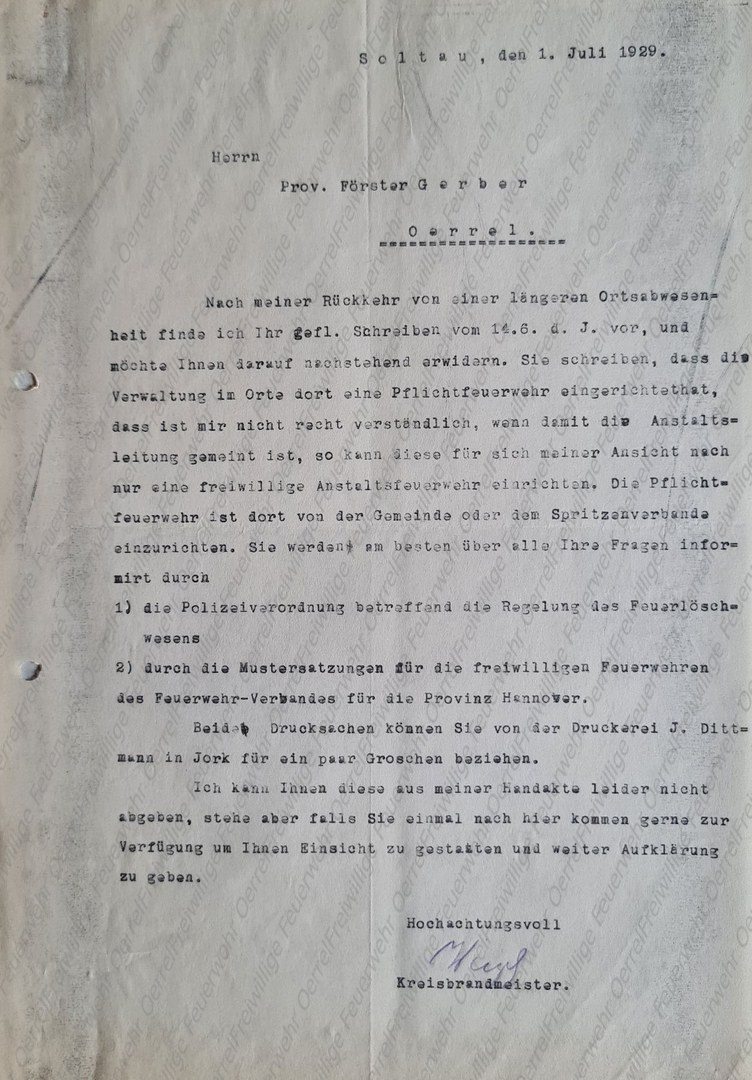 Soltau, den 1. Juli 1929.
Herrn
Prov. Förster Gerber
Oerrel.
==================
Nach meiner Rückkehr von einer längeren Ortsabwesen=
heit finde ich Ihr gefl. Schreiben vom 14.6. d. J. vor, und
möchte Ihnen darauf nachstehend erwidern. Sie schreiben, dass die
Verwaltung im Orte dort eine Pflichtfeuerwehr eingerichtethat,
dass ist mir nicht recht verständlich, wenn damit die Anstalts=
leitung gemeint ist, so kann diese für sich meiner Ansicht nach
nur eine freiwillige Anstaltsfeuerwehr einrichten. Die Pflicht=
feuerwehr ist dort von der Gemeinde oder dem Spritzenverbande
einzurichten. Sie werden am besten über alle Ihre Fragen infor=
mirt durch
1) die Polizeiverordnung betreffend die Regelung des Feuerlösch=
wesens
2) durch die Mustersatzungen für die freiwilligen Feuerwehren
des Feuerwehr-Verbandes für die Provinz Hannover.
Beide Drucksachen können Sie von der Druckerei J. Ditt=
mann in Jork für ein paar Groschen beziehen.
Ich kann Ihnen diese aus meiner Handakte leider nicht
abgeben, stehe aber falls Sie einmal nach hier kommen gerne zur
Verfügung um Ihnen Einsicht zu gestatten und weiter Aufklärung
zu geben.
Hochachtungsvoll
Kreisbrandmeister.
Freiwillige Feuerwehr Oerrel